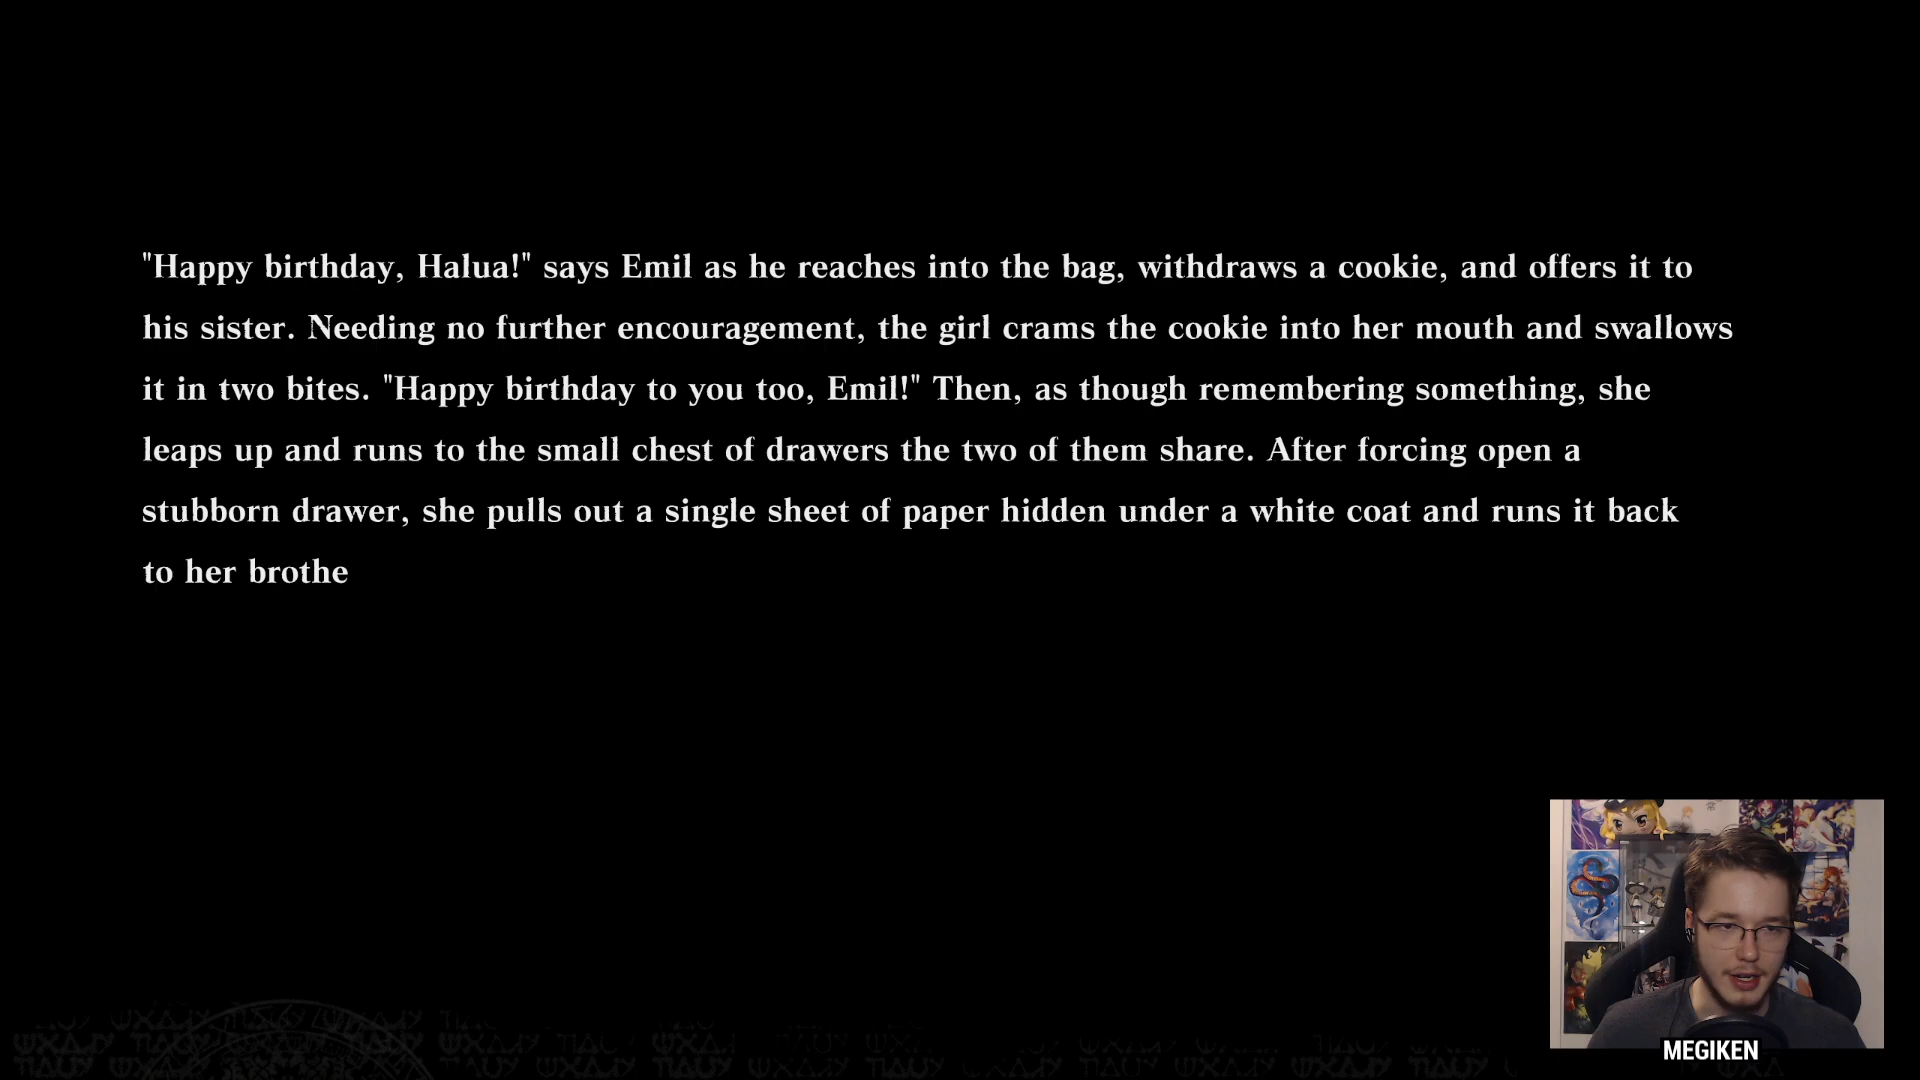 "Happy birthday, Halua!" says Emil as he reaches into the bag, withdraws a cookie, and offers it to
his sister. Needing no further encouragement, the girl crams the cookie into her mouth and swallows
it in two bites. "Happy birthday to you too, Emil!" Then, as though remembering something, she
leaps up and runs to the small chest of drawers the two of them share. After forcing open a
stubborn drawer, she pulls out a single sheet of paper hidden under a white coat and runs it back
to her brothe
MEGIKEN